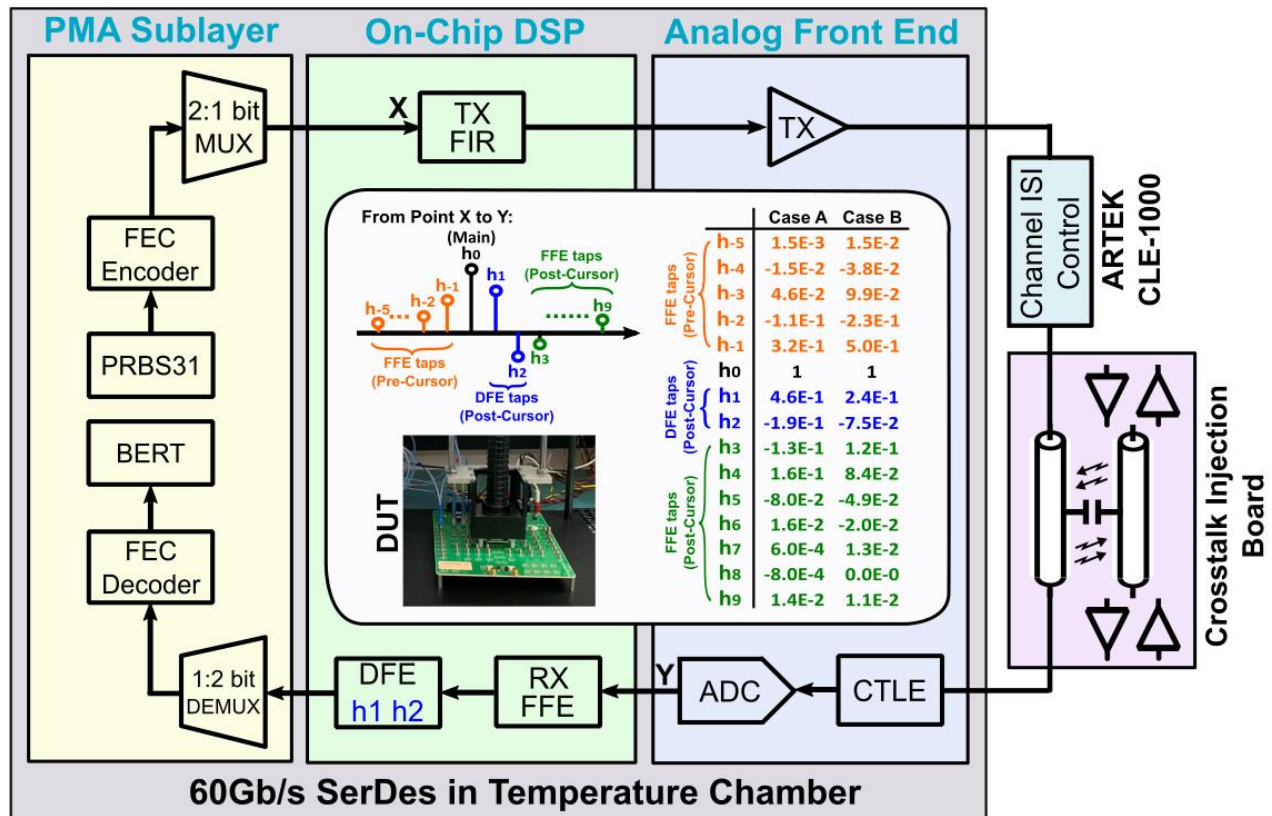 PMA Sublayer
On-Chip DSP
Analog Front End
2:1 bit
MUX
X
TX
FIR
TX
FEC
Encoder
PRBS31
BERT
FEC
Decoder
1:2 bit
DEMUX
Channel ISI
Control
ARTEK
CLE-1000
Crosstalk Injection
Board
From Point X to Y:
(Main)
h0
h1
h-1
h-2
h-5
h2
h3
h9
FFE taps
(Post-Cursor)
FFE taps
(Pre-Cursor)
DFE taps
(Post-Cursor)
DUT
Case A Case B
FFE taps
(Pre-Cursor)
h-5 1.5E-3 1.5E-2
h-4 -1.5E-2 -3.8E-2
h-3 4.6E-2 9.9E-2
h-2 -1.1E-1 -2.3E-1
h-1 3.2E-1 5.0E-1
h0 1 1
DFE taps
(Post-Cursor)
h1 4.6E-1 2.4E-1
h2 -1.9E-1 -7.5E-2
FFE taps
(Post-Cursor)
h3 -1.3E-1 1.2E-1
h4 1.6E-1 8.4E-2
h5 -8.0E-2 -4.9E-2
h6 1.6E-2 -2.0E-2
h7 6.0E-4 1.3E-2
h8 -8.0E-4 0.0E-0
h9 1.4E-2 1.1E-2
DFE
h1 h2
RX
FFE
Y
ADC
CTLE
60Gb/s SerDes in Temperature Chamber